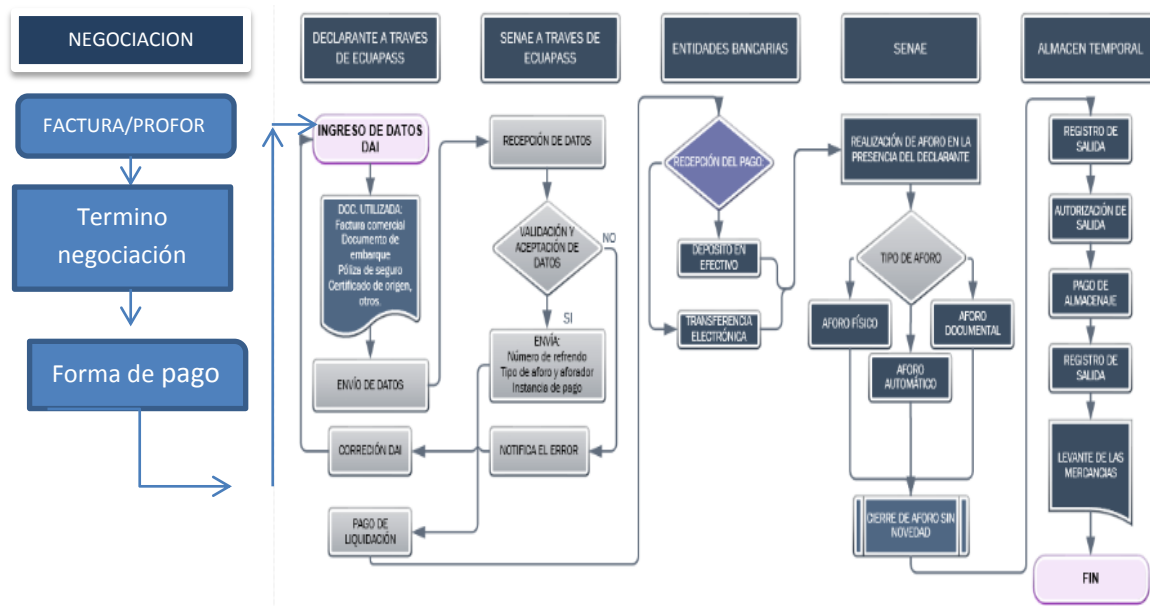 NEGOCIACION
FACTURA/PROFOR
Termino
negociación
Forma de pago
DECLARANTE A TRAVES
DE ECUAPASS
INGRESO DE DATOS
DAI
DOC. UTILIZADA:
Factura comercial
Documento de
embarque
Póliza de seguro
Certificado de origen,
otros.
ENVÍO DE DATOS
CORRECIÓN DAI
PAGO DE
LIQUIDACIÓN
SENAE A TRAVES DE
ECUAPASS
RECEPCIÓN DE DATOS
VALIDACIÓN Y
ACEPTACIÓN DE
DATOS
NO
SI
ENVÍA:
Número de refrendo
Tipo de aforo y aforador
Instancia de pago
NOTIFICA EL ERROR
ENTIDADES BANCARIAS
RECEPCIÓN DEL PAGO
DEPOSITO EN
EFECTIVO
TRANSFERENCIA
ELECTRÓNICA
SENAE
REALIZACIÓN DE AFORO EN LA
PRESENCIA DEL DECLARANTE
TIPO DE AFORO
AFORO FÍSICO
AFORO
DOCUMENTAL
AFORO
AUTOMÁTICO
CIERRE DE AFORO SIN
NOVEDAD
ALMACEN TEMPORAL
REGISTRO DE
SALIDA
AUTORIZACIÓN DE
SALIDA
PAGO DE
ALMACENAJE
REGISTRO DE
SALIDA
LEVANTE DE LAS
MERCANCIAS
FIN